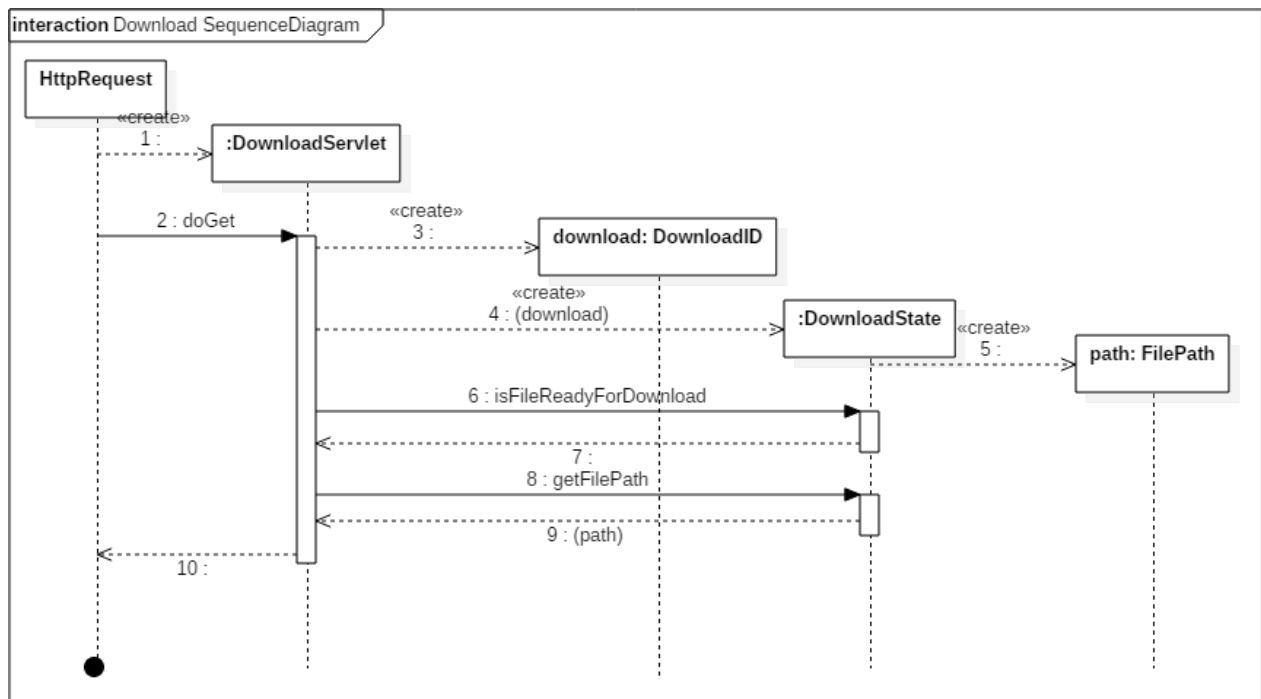 interaction Download SequenceDiagram
HttpRequest
«create»
1 :
:DownloadServlet
2 : doGet
«create»
3 :
download: DownloadID
«create»
4 : (download)
:DownloadState
«create»
5 :
path: FilePath
6 : isFileReadyForDownload
7 :
8 : getFilePath
9 : (path)
10 :